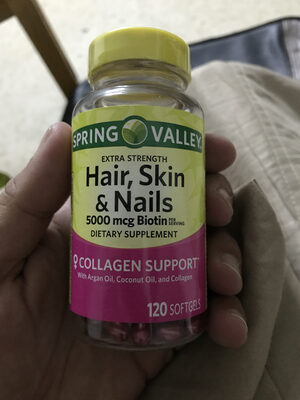 SPRING VALLEY
EXTRA STRENGTH
Hair, Skin
& Nails
5000 mcg Biotin PER SERVING
DIETARY SUPPLEMENT
COLLAGEN SUPPORT*
With Argan Oil, Coconut Oil, and Collagen
120 SOFTGELS